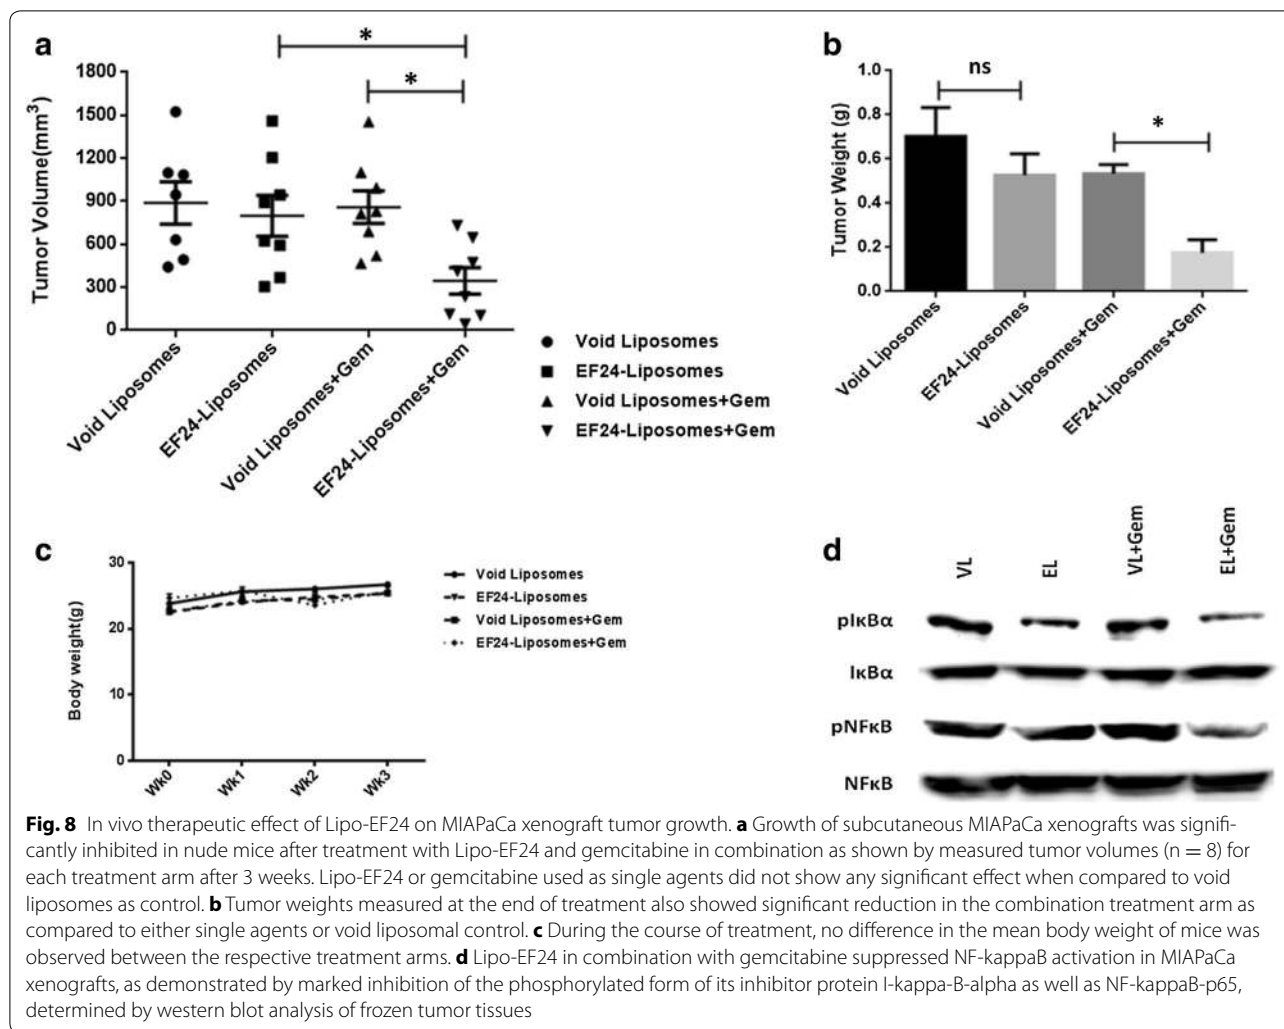 a
*
*
1800
1500
1200
900
600
300
0
Tumor Volume(mm³)
Void Liposomes
EF24-Liposomes
Void Liposomes+Gem
EF24-Liposomes+Gem
Void Liposomes
EF24-Liposomes
Void Liposomes+Gem
EF24-Liposomes+Gem
b
ns
*
1.0
0.8
0.6
0.4
0.2
0.0
Tumor Weight (g)
Void Liposomes
EF24-Liposomes
Void Liposomes+Gem
EF24-Liposomes+Gem
c
30
20
10
0
Body weight(g)
Wk0
Wk1
Wk2
Wk3
Void Liposomes
EF24-Liposomes
Void Liposomes+Gem
EF24-Liposomes+Gem
d
VL
EL
VL+Gem
EL+Gem
pIκBα
IκBα
pNFκB
NFκB
Fig. 8 In vivo therapeutic effect of Lipo-EF24 on MIAPaCa xenograft tumor growth. a Growth of subcutaneous MIAPaCa xenografts was signifi-
cantly inhibited in nude mice after treatment with Lipo-EF24 and gemcitabine in combination as shown by measured tumor volumes (n = 8) for
each treatment arm after 3 weeks. Lipo-EF24 or gemcitabine used as single agents did not show any significant effect when compared to void
liposomes as control. b Tumor weights measured at the end of treatment also showed significant reduction in the combination treatment arm as
compared to either single agents or void liposomal control. c During the course of treatment, no difference in the mean body weight of mice was
observed between the respective treatment arms. d Lipo-EF24 in combination with gemcitabine suppressed NF-kappaB activation in MIAPaCa
xenografts, as demonstrated by marked inhibition of the phosphorylated form of its inhibitor protein I-kappa-B-alpha as well as NF-kappaB-p65,
determined by western blot analysis of frozen tumor tissues